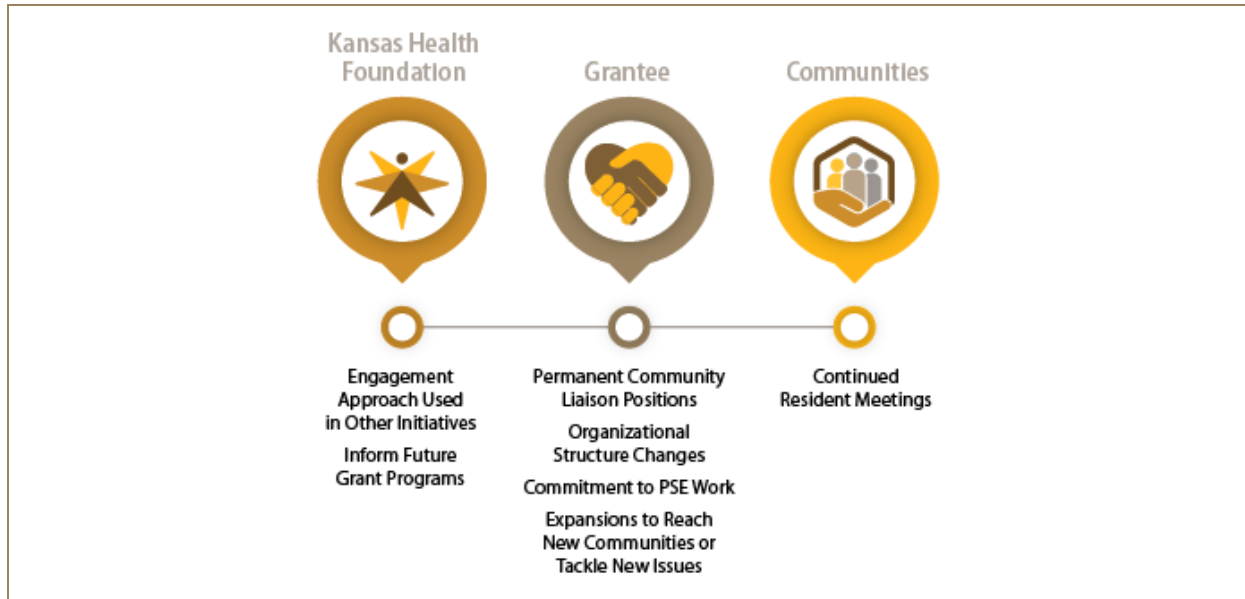 Kansas Health
Foundation
Grantee
Communities
Engagement
Approach Used
in Other Initiatives
Inform Future
Grant Programs
Permanent Community
Liaison Positions
Organizational
Structure Changes
Commitment to PSE Work
Expansions to Reach
New Communities or
Tackle New Issues
Continued
Resident Meetings